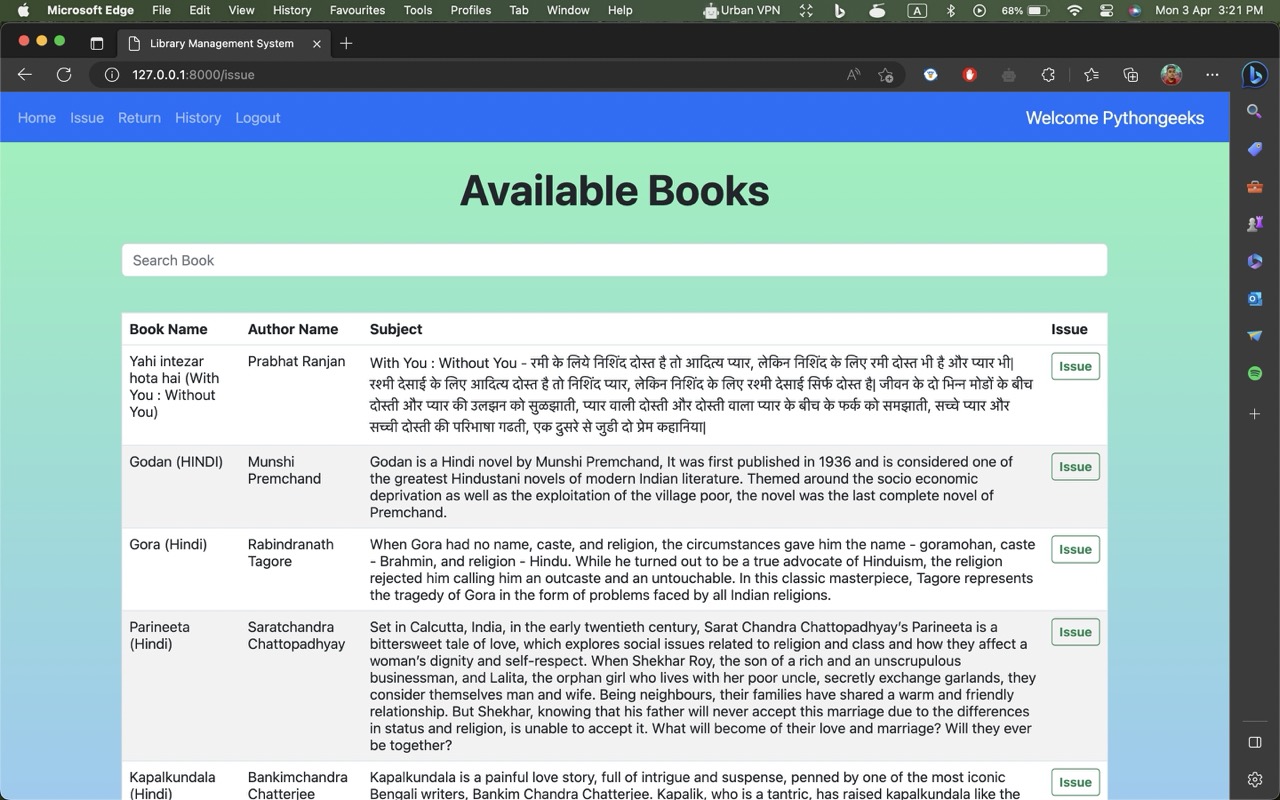 Microsoft Edge File Edit View History Favourites Tools Profiles Tab Window Help Urban VPN A 68% Mon 3 Apr 3:21 PM
Library Management System
127.0.0.1:8000/issue
Home Issue Return History Logout Welcome Pythongeeks
Available Books
Search Book
Book Name Author Name Subject Issue
Yahi intezar
hota hai (With
You : Without
You)
Prabhat Ranjan
With You : Without You - रमी के लिये निशिंद दोस्त है तो आदित्य प्यार, लेकिन निशिंद के लिए रमी दोस्त भी है और प्यार भी|
रश्मी देसाई के लिए आदित्य दोस्त है तो निशिंद प्यार, लेकिन निशिंद के लिए रश्मी देसाई सिर्फ दोस्त है| जीवन के दो भिन्न मोडों के बीच
दोस्ती और प्यार की उलझन को सुळझाती, प्यार वाली दोस्ती और दोस्ती वाला प्यार के बीच के फर्क को समझाती, सच्चे प्यार और
सच्ची दोस्ती की परिभाषा गढती, एक दुसरे से जुडी दो प्रेम कहानिया|
Issue
Godan (HINDI)
Munshi
Premchand
Godan is a Hindi novel by Munshi Premchand, It was first published in 1936 and is considered one of
the greatest Hindustani novels of modern Indian literature. Themed around the socio economic
deprivation as well as the exploitation of the village poor, the novel was the last complete novel of
Premchand.
Issue
Gora (Hindi)
Rabindranath
Tagore
When Gora had no name, caste, and religion, the circumstances gave him the name - goramohan, caste
- Brahmin, and religion - Hindu. While he turned out to be a true advocate of Hinduism, the religion
rejected him calling him an outcaste and an untouchable. In this classic masterpiece, Tagore represents
the tragedy of Gora in the form of problems faced by all Indian religions.
Issue
Parineeta
(Hindi)
Saratchandra
Chattopadhyay
Set in Calcutta, India, in the early twentieth century, Sarat Chandra Chattopadhyay’s Parineeta is a
bittersweet tale of love, which explores social issues related to religion and class and how they affect a
woman’s dignity and self-respect. When Shekhar Roy, the son of a rich and an unscrupulous
businessman, and Lalita, the orphan girl who lives with her poor uncle, secretly exchange garlands, they
consider themselves man and wife. Being neighbours, their families have shared a warm and friendly
relationship. But Shekhar, knowing that his father will never accept this marriage due to the differences
in status and religion, is unable to accept it. What will become of their love and marriage? Will they ever
be together?
Issue
Kapalkundala
(Hindi)
Bankimchandra
Chatterjee
Kapalkundala is a painful love story, full of intrigue and suspense, penned by one of the most iconic
Bengali writers, Bankim Chandra Chatterjee. Kapalik, who is a tantric, has raised kapalkundala like the
Issue